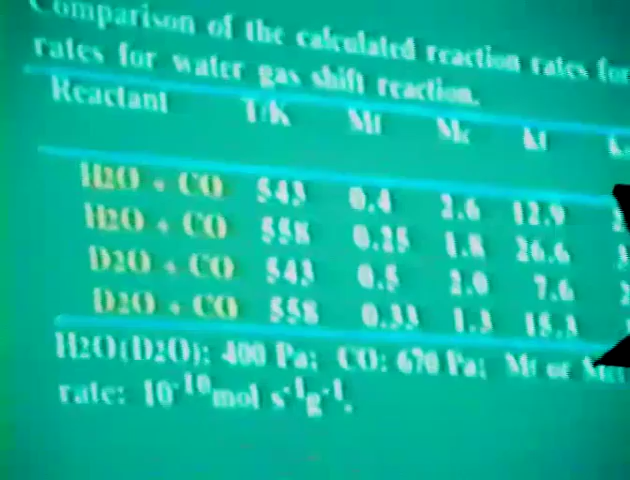 Comparison of the calculated reaction rates for
rates for water gas shift reaction.
Reactant T/K Mf Mc kf
H2O + CO 543 0.4 2.6 12.9
H2O + CO 558 0.25 1.8 26.6
D2O + CO 543 0.5 2.0 7.6
D2O + CO 558 0.33 1.3 15.3
H2O(D2O): 400 Pa; CO: 670 Pa; Mf or
rate: 10⁻¹⁰mol s⁻¹g⁻¹.